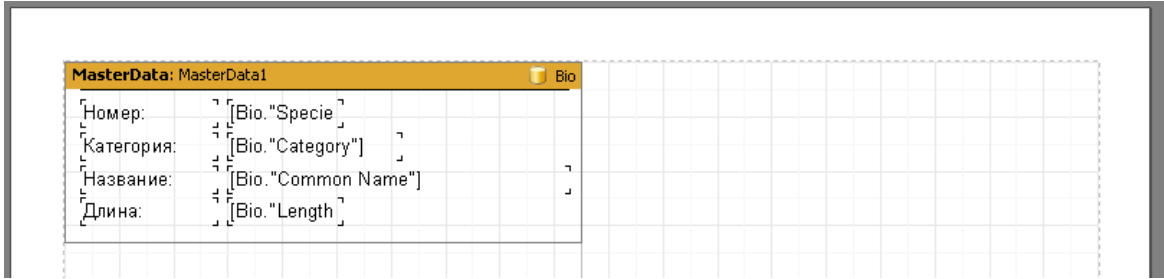 MasterData: MasterData1 Bio
Номер: [Bio."Specie
Категория: [Bio."Category"]
Название: [Bio."Common Name"]
Длина: [Bio."Length